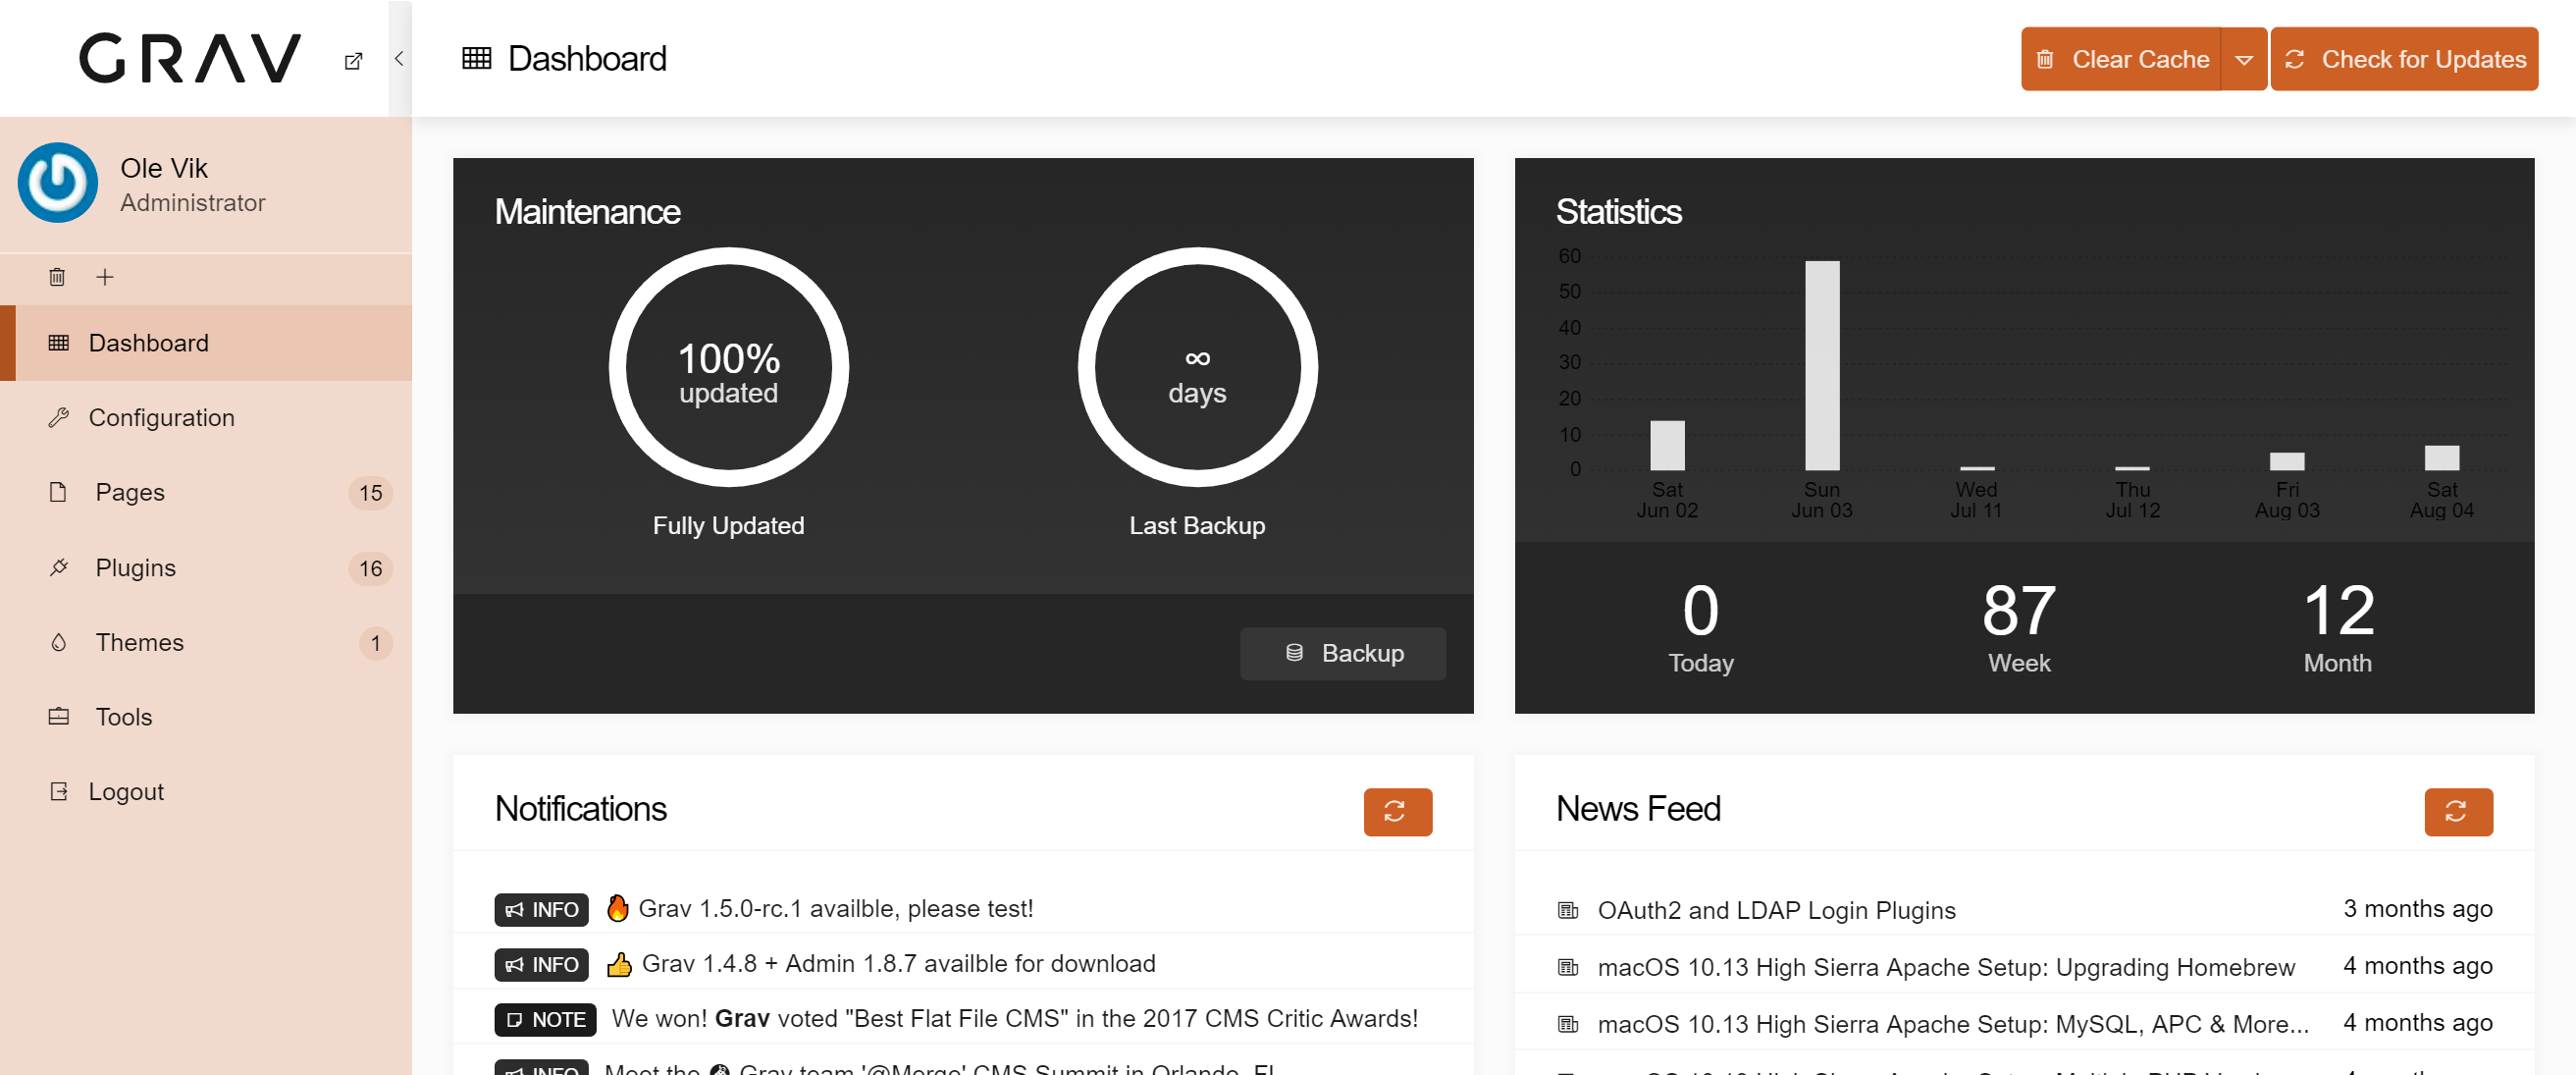 GRAV
Dashboard
Clear Cache
Check for Updates
Ole Vik
Administrator
Dashboard
Configuration
Pages 15
Plugins 16
Themes 1
Tools
Logout
Maintenance
100%
updated
Fully Updated
∞
days
Last Backup
Backup
Statistics
60
50
40
30
20
10
0
Sat
Jun 02
Sun
Jun 03
Wed
Jul 11
Thu
Jul 12
Fri
Aug 03
Sat
Aug 04
0
Today
87
Week
12
Month
Notifications
INFO 🔥 Grav 1.5.0-rc.1 availble, please test!
INFO 👍 Grav 1.4.8 + Admin 1.8.7 availble for download
NOTE We won! Grav voted "Best Flat File CMS" in the 2017 CMS Critic Awards!
INFO Meet the Grav team '@Merge' CMS Summit in Orlando, FL
News Feed
OAuth2 and LDAP Login Plugins 3 months ago
macOS 10.13 High Sierra Apache Setup: Upgrading Homebrew 4 months ago
macOS 10.13 High Sierra Apache Setup: MySQL, APC & More... 4 months ago